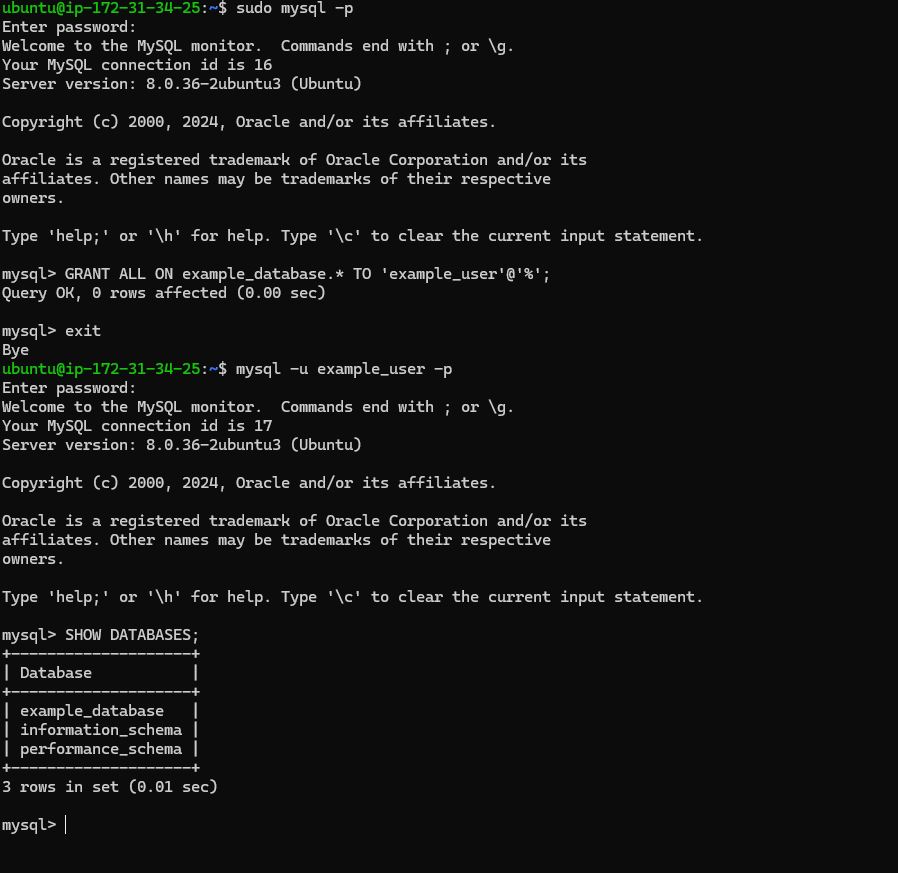 ubuntu@ip-172-31-34-25:~$ sudo mysql -p
Enter password:
Welcome to the MySQL monitor.  Commands end with ; or \g.
Your MySQL connection id is 16
Server version: 8.0.36-2ubuntu3 (Ubuntu)

Copyright (c) 2000, 2024, Oracle and/or its affiliates.

Oracle is a registered trademark of Oracle Corporation and/or its
affiliates. Other names may be trademarks of their respective
owners.

Type 'help;' or '\h' for help. Type '\c' to clear the current input statement.

mysql> GRANT ALL ON example_database.* TO 'example_user'@'%';
Query OK, 0 rows affected (0.00 sec)

mysql> exit
Bye
ubuntu@ip-172-31-34-25:~$ mysql -u example_user -p
Enter password:
Welcome to the MySQL monitor.  Commands end with ; or \g.
Your MySQL connection id is 17
Server version: 8.0.36-2ubuntu3 (Ubuntu)

Copyright (c) 2000, 2024, Oracle and/or its affiliates.

Oracle is a registered trademark of Oracle Corporation and/or its
affiliates. Other names may be trademarks of their respective
owners.

Type 'help;' or '\h' for help. Type '\c' to clear the current input statement.

mysql> SHOW DATABASES;
+--------------------+
| Database           |
+--------------------+
| example_database   |
| information_schema |
| performance_schema |
+--------------------+
3 rows in set (0.01 sec)

mysql>